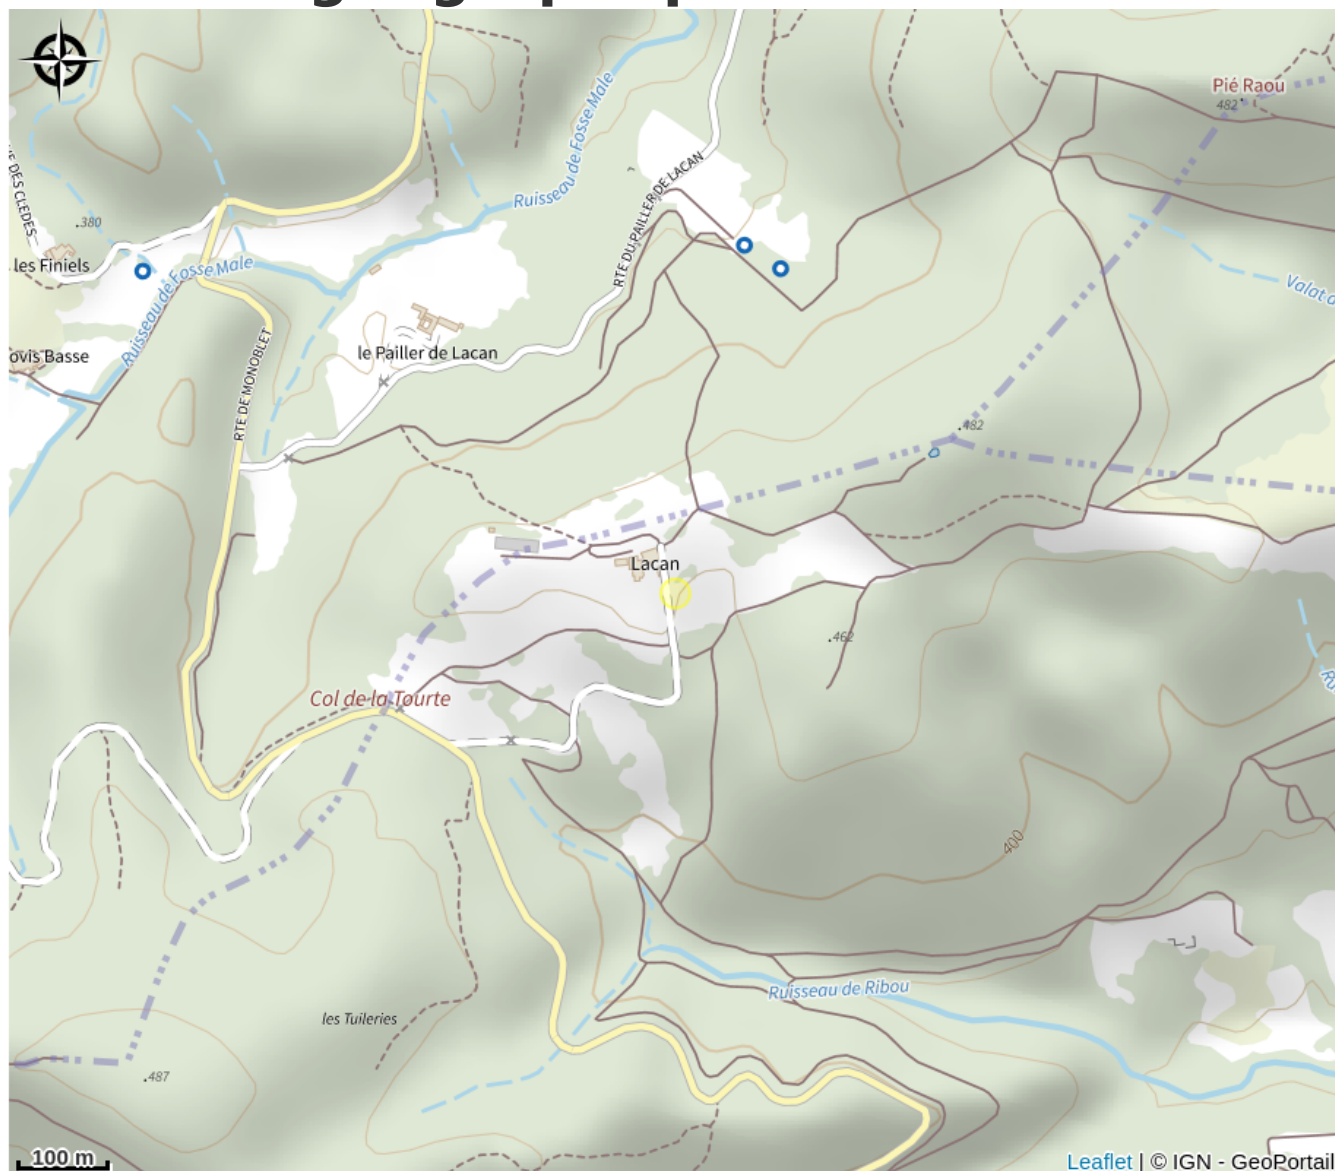 Pié Raou
482
Ruisseau de Fosse Male
RTE DU PAILLER DE LACAN
DES CLEDES
380
les Finiels
Ruisseau de Fosse Male
Valat d
ovis Basse
le Pailler de Lacan
RTE DE MONOBLET
482
Lacan
462
Col de la Tourte
400
Ruisseau de Ribou
les Tuileries
487
100 m
Leaflet | © IGN - GeoPortail